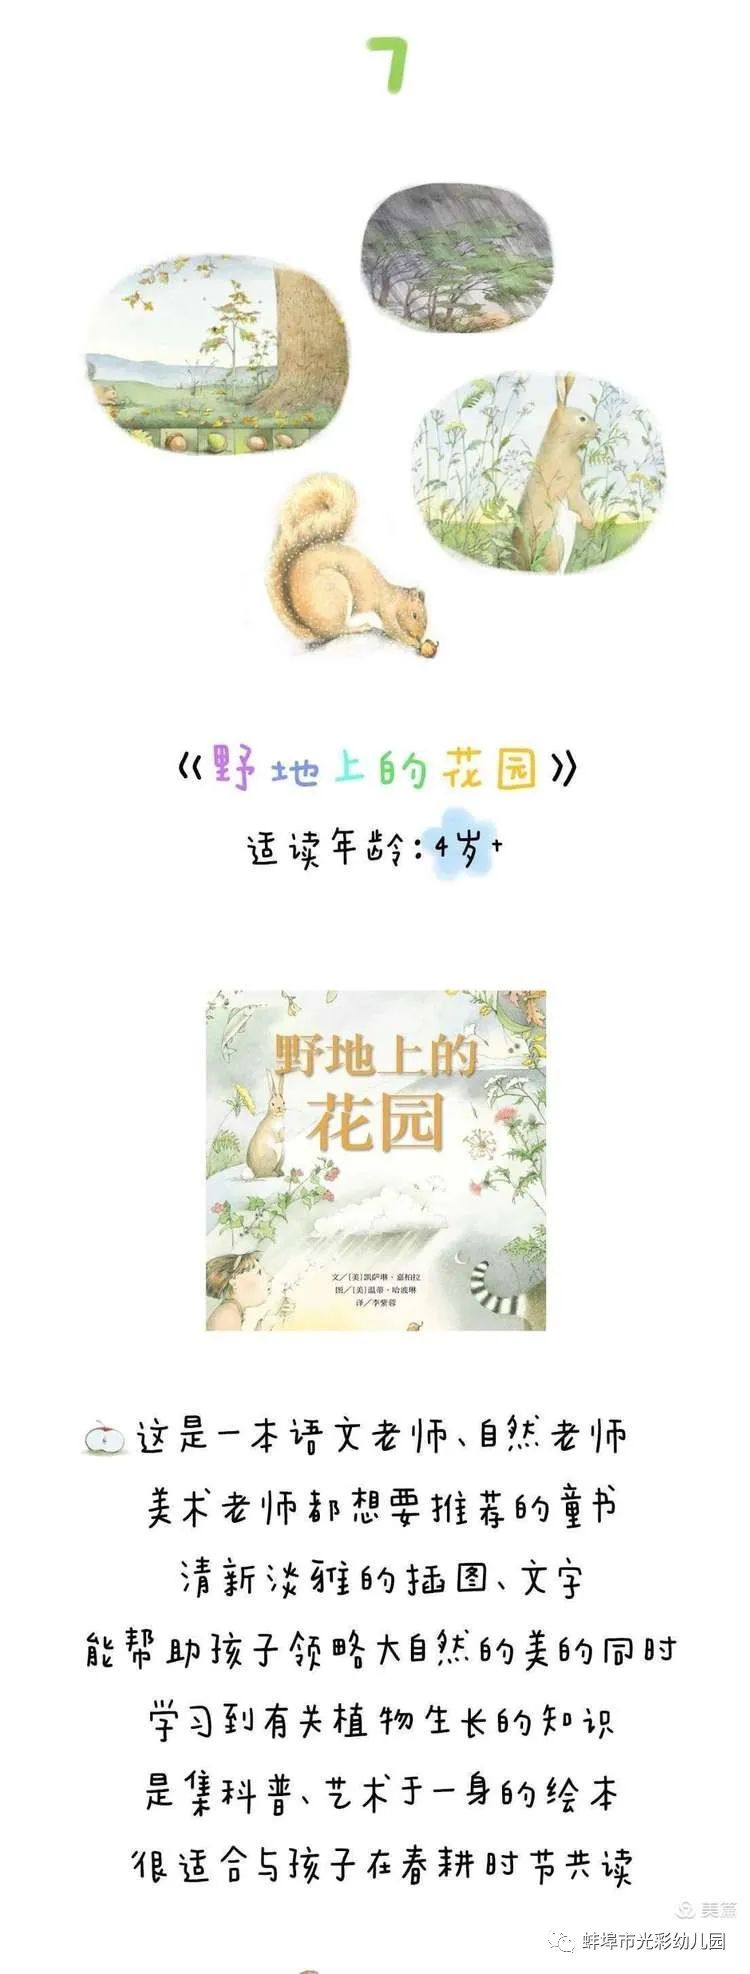 7
《野地上的花园》
适读年龄:4岁+
野地上的
花园
文／[美]凯萨琳·嘉柏拉
图／[美]温蒂·哈波琳
译／李紫蓉
这是一本语文老师、自然老师
美术老师都想要推荐的童书
清新淡雅的插图、文字
能帮助孩子领略大自然的美的同时
学习到有关植物生长的知识
是集科普、艺术于一身的绘本
很适合与孩子在春耕时节共读
美篇
蚌埠市光彩幼儿园